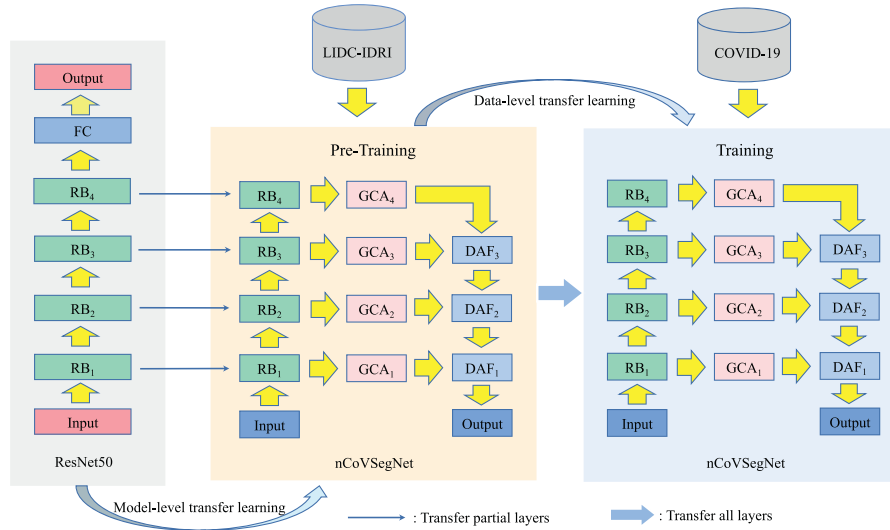 LIDC-IDRI
COVID-19
Data-level transfer learning
Output
FC
RB4
RB3
RB2
RB1
Input
ResNet50
Pre-Training
RB4 GCA4
RB3 GCA3 DAF3
RB2 GCA2 DAF2
RB1 GCA1 DAF1
Input Output
nCoVSegNet
Training
RB4 GCA4
RB3 GCA3 DAF3
RB2 GCA2 DAF2
RB1 GCA1 DAF1
Input Output
nCoVSegNet
Model-level transfer learning
: Transfer partial layers
: Transfer all layers